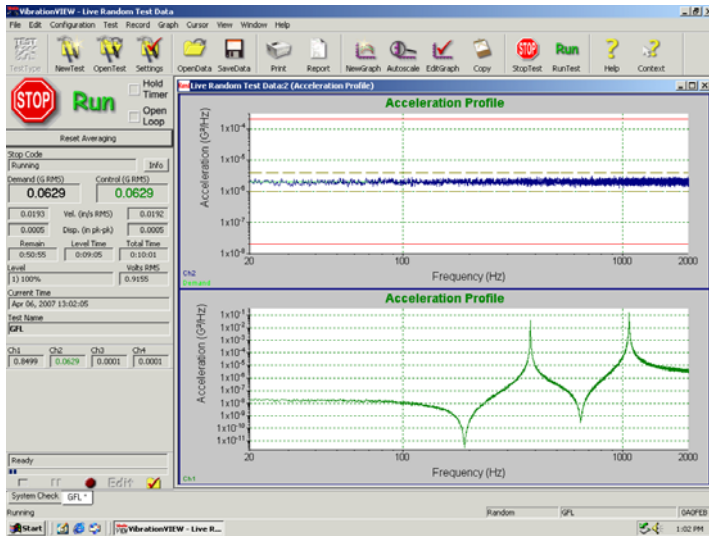 VibrationVIEW - Live Random Test Data
File Edit Configuration Test Record Graph Cursor View Window Help
TEST
TestType NewTest OpenTest Settings OpenData SaveData Print Report NewGraph Autoscale EditGraph Copy StopTest RunTest Help Context
STOP Run
STOP Run
Hold Timer
Open Loop
Reset Averaging
Stop Code
Running Info
Demand (G RMS) Control (G RMS)
0.0629 0.0629
0.0193 Vel. (in/s RMS) 0.0192
0.0005 Disp. (in pk-pk) 0.0005
Remain Level Time Total Time
0:50:55 0:09:05 0:10:01
Level Volts RMS
1) 100% 0.9155
Current Time
Apr 06, 2007 13:02:05
Test Name
GFL
Ch1 Ch2 Ch3 Ch4
0.8499 0.0629 0.0001 0.0001
Ready
Edit
System Check GFL *
Live Random Test Data:2 (Acceleration Profile)
Acceleration Profile
Acceleration (G²/Hz)
1x10-4
1x10-5
1x10-6
1x10-7
1x10-8
20 100 1000 2000
Frequency (Hz)
Ch2
Demand
Acceleration Profile
Acceleration (G²/Hz)
1x10-1
1x10-2
1x10-3
1x10-4
1x10-5
1x10-6
1x10-7
1x10-8
1x10-9
1x10-10
1x10-11
20 100 1000 2000
Frequency (Hz)
Ch1
Running Random GFL 0A0FEB
Start VibrationVIEW - Live R... 1:02 PM